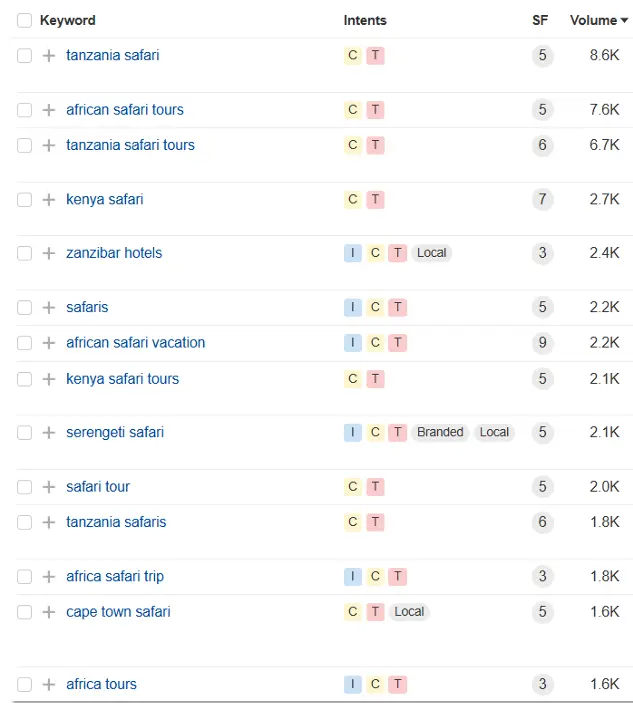 Keyword Intents SF Volume
tanzania safari C T 5 8.6K
african safari tours C T 5 7.6K
tanzania safari tours C T 6 6.7K
kenya safari C T 7 2.7K
zanzibar hotels I C T Local 3 2.4K
safaris I C T 5 2.2K
african safari vacation I C T 9 2.2K
kenya safari tours C T 5 2.1K
serengeti safari I C T Branded Local 5 2.1K
safari tour C T 5 2.0K
tanzania safaris C T 6 1.8K
africa safari trip I C T 3 1.8K
cape town safari C T Local 5 1.6K
africa tours I C T 3 1.6K